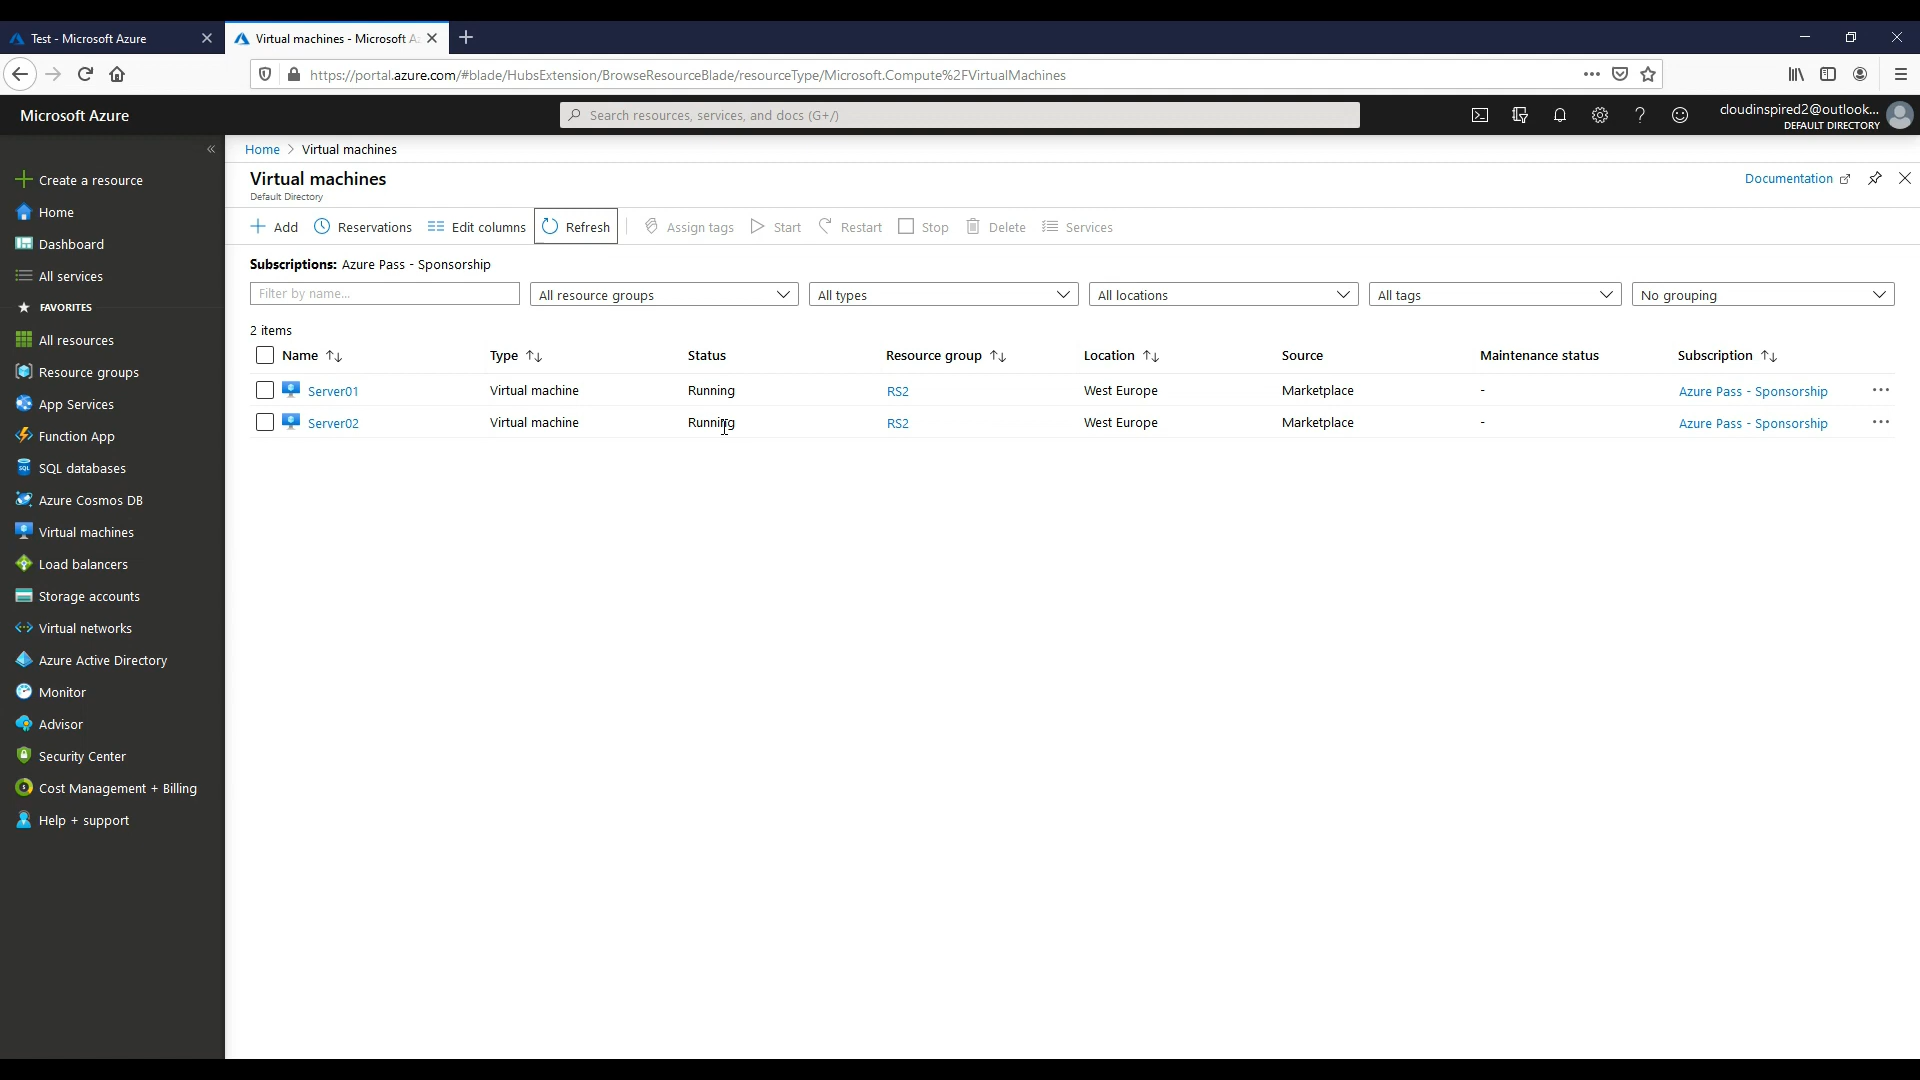 Test - Microsoft Azure
Virtual machines - Microsoft A
https://portal.azure.com/#blade/HubsExtension/BrowseResourceBlade/resourceType/Microsoft.Compute%2FVirtualMachines
Microsoft Azure
Search resources, services, and docs (G+/)
cloudinspired2@outlook...
DEFAULT DIRECTORY
«
Create a resource
Home
Dashboard
All services
FAVORITES
All resources
Resource groups
App Services
Function App
SQL databases
Azure Cosmos DB
Virtual machines
Load balancers
Storage accounts
Virtual networks
Azure Active Directory
Monitor
Advisor
Security Center
Cost Management + Billing
Help + support
Home > Virtual machines
Virtual machines
Default Directory
Documentation
Add Reservations Edit columns Refresh Assign tags Start Restart Stop Delete Services
Subscriptions: Azure Pass - Sponsorship
Filter by name... All resource groups All types All locations All tags No grouping
2 items
Name Type Status Resource group Location Source Maintenance status Subscription
Server01 Virtual machine Running RS2 West Europe Marketplace - Azure Pass - Sponsorship
Server02 Virtual machine Running RS2 West Europe Marketplace - Azure Pass - Sponsorship